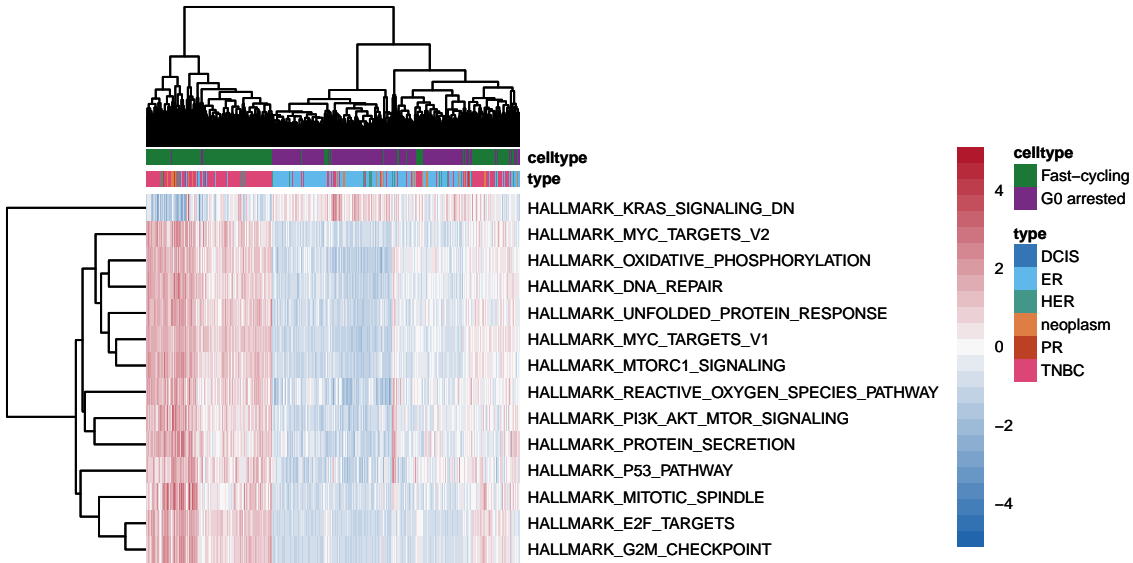 celltype
type
HALLMARK_KRAS_SIGNALING_DN
HALLMARK_MYC_TARGETS_V2
HALLMARK_OXIDATIVE_PHOSPHORYLATION
HALLMARK_DNA_REPAIR
HALLMARK_UNFOLDED_PROTEIN_RESPONSE
HALLMARK_MYC_TARGETS_V1
HALLMARK_MTORC1_SIGNALING
HALLMARK_REACTIVE_OXYGEN_SPECIES_PATHWAY
HALLMARK_PI3K_AKT_MTOR_SIGNALING
HALLMARK_PROTEIN_SECRETION
HALLMARK_P53_PATHWAY
HALLMARK_MITOTIC_SPINDLE
HALLMARK_E2F_TARGETS
HALLMARK_G2M_CHECKPOINT
4
2
0
−2
−4
celltype
Fast−cycling
G0 arrested
type
DCIS
ER
HER
neoplasm
PR
TNBC